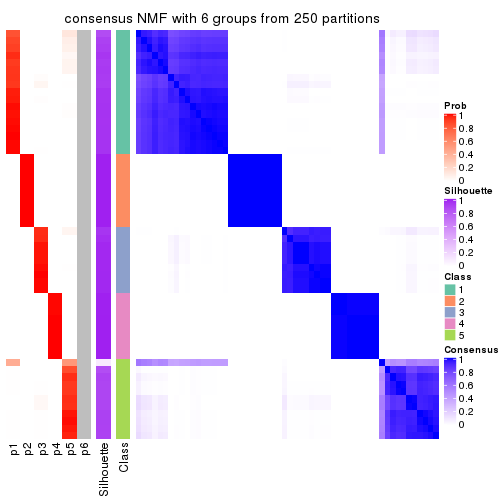 consensus NMF with 6 groups from 250 partitions
Prob
1
0.8
0.6
0.4
0.2
0
Silhouette
1
0.8
0.6
0.4
0.2
0
Class
1
2
3
4
5
Consensus
1
0.8
0.6
0.4
0.2
0
p1
p2
p3
p4
p5
p6
Silhouette
Class